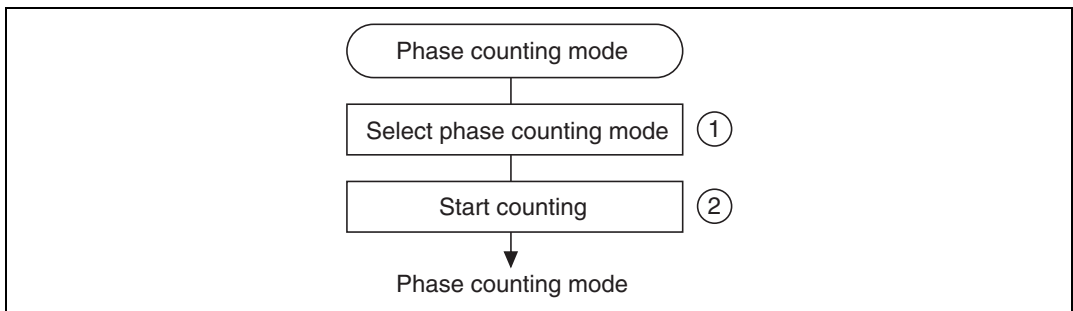 Phase counting mode
Select phase counting mode ①
Start counting ②
Phase counting mode